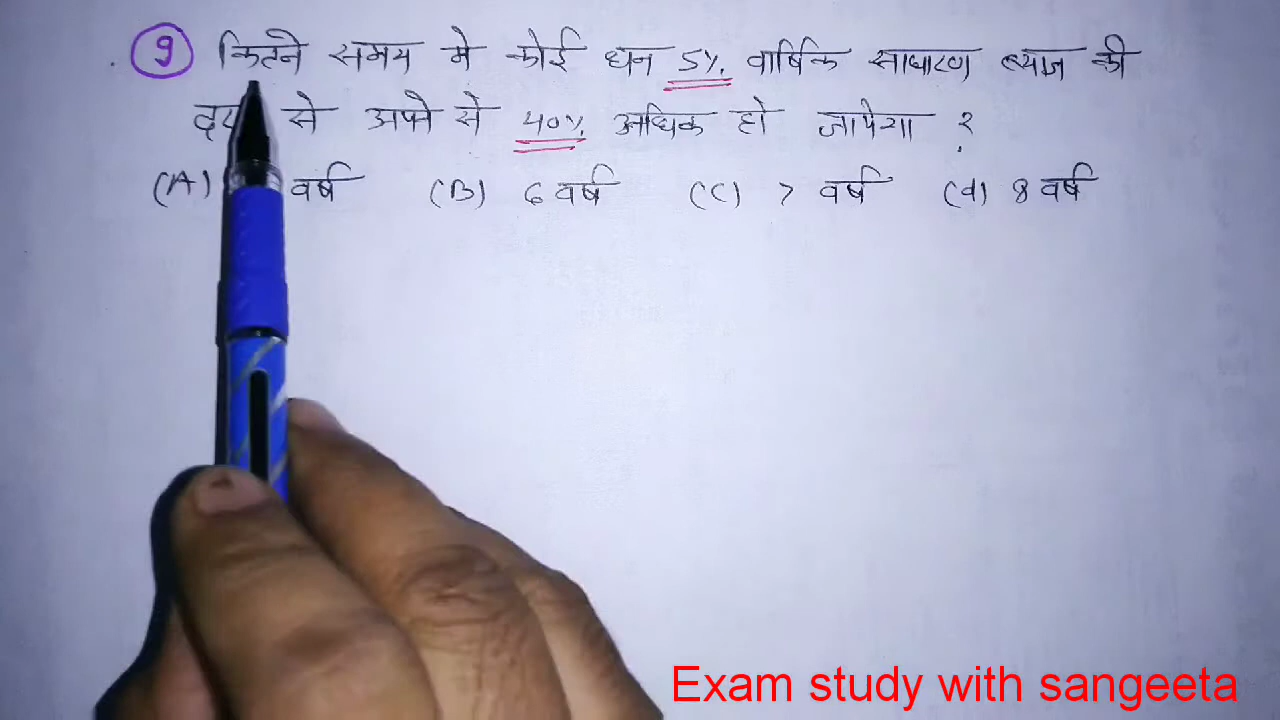 9 कितने समय मे कोई धन 5% वार्षिक साधारण ब्याज की
से अपने से 40% अधिक हो जायेगा ?
(A) वर्ष (B) 6 वर्ष (C) 7 वर्ष (d) 8 वर्ष
Exam study with sangeeta